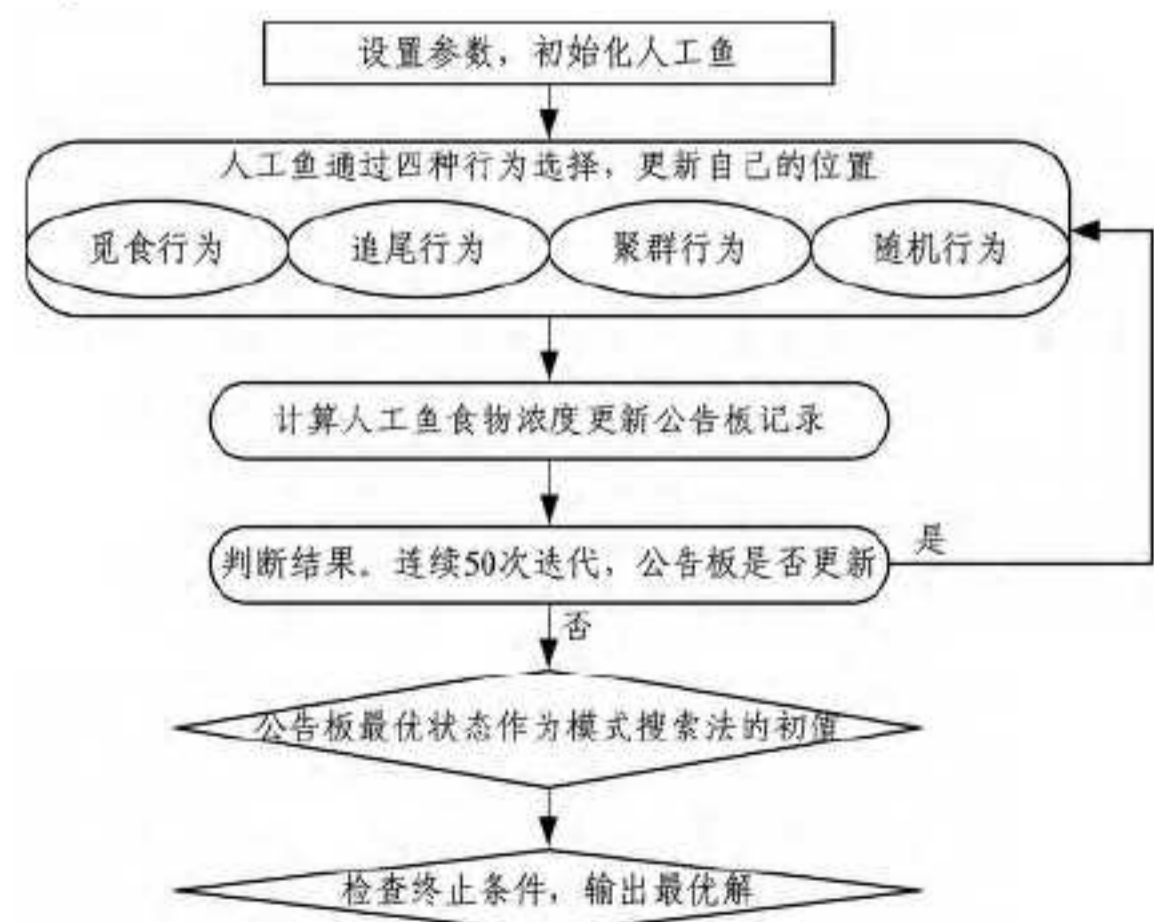 设置参数，初始化人工鱼
人工鱼通过四种行为选择，更新自己的位置
觅食行为
追尾行为
聚群行为
随机行为
计算人工鱼食物浓度更新公告板记录
判断结果。连续50次迭代，公告板是否更新
是
否
公告板最优状态作为模式搜索法的初值
检查终止条件，输出最优解